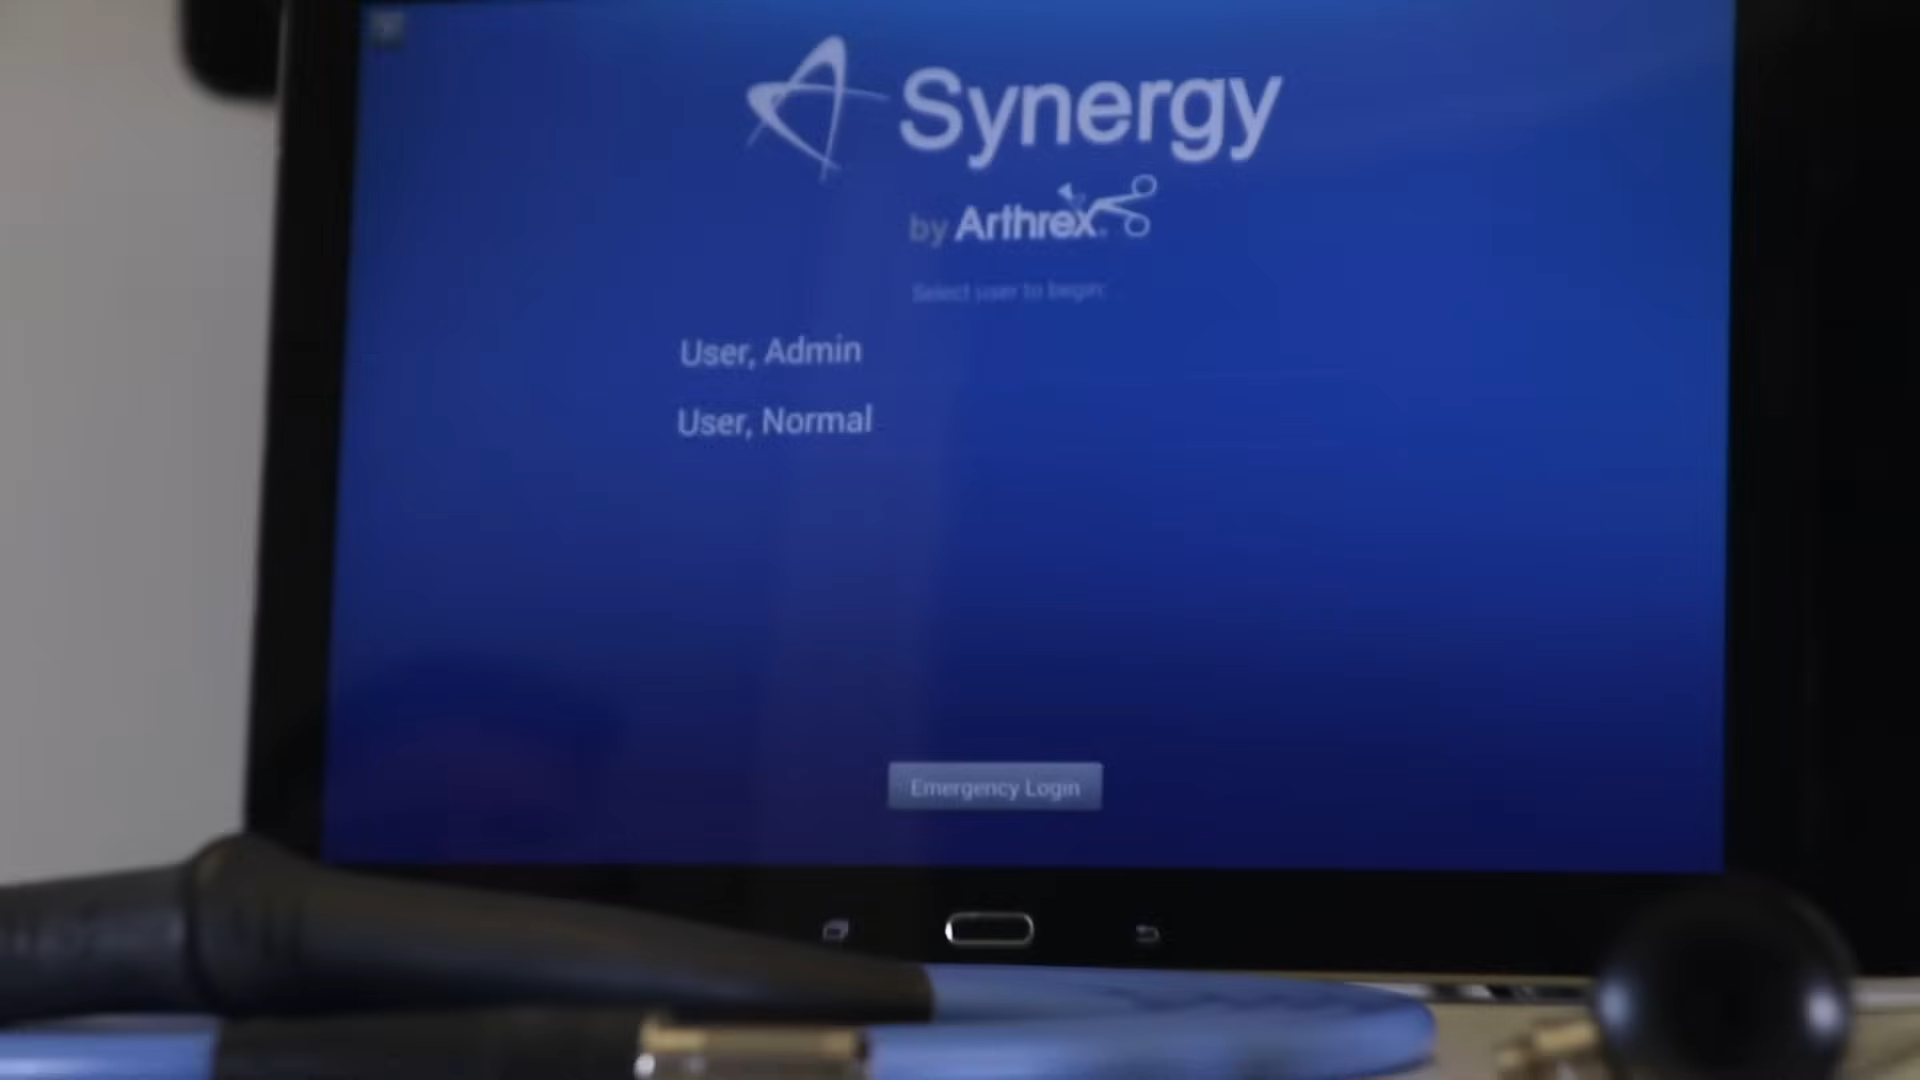 Synergy
by Arthrex®
Select user to begin:
User, Admin
User, Normal
Emergency Login